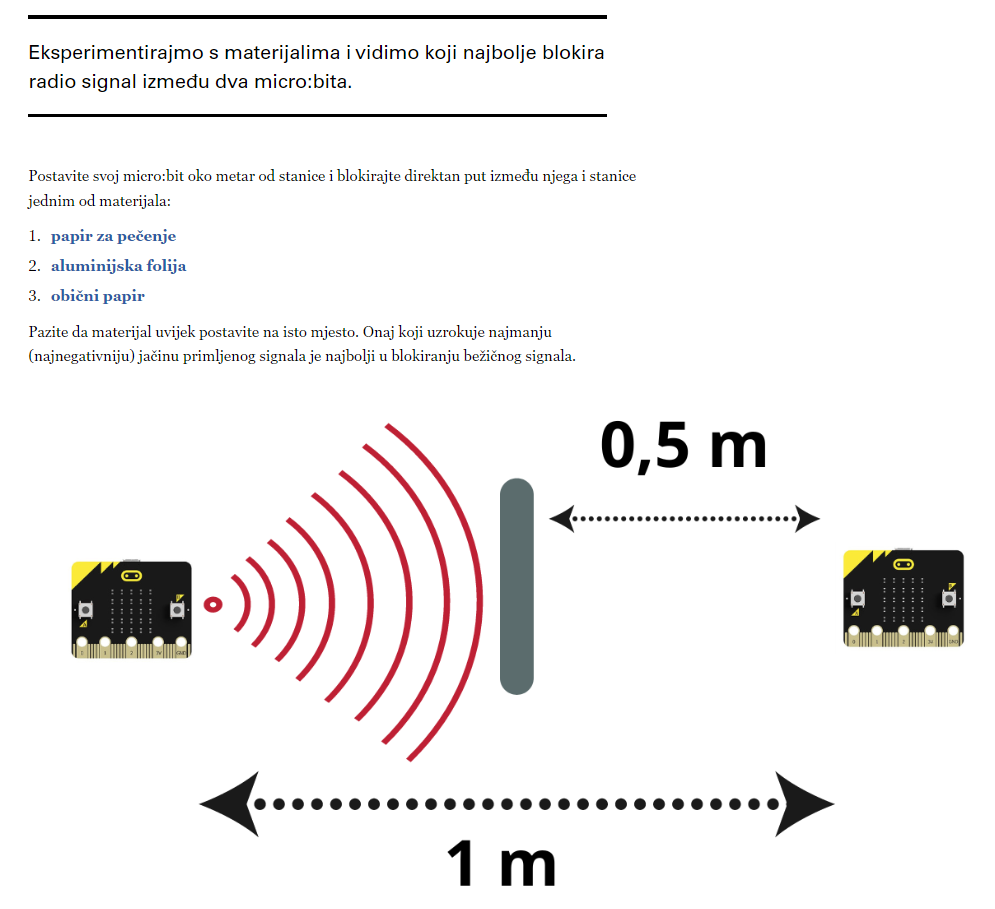 Eksperimentirajmo s materijalima i vidimo koji najbolje blokira
radio signal između dva micro:bita.
Postavite svoj micro:bit oko metar od stanice i blokirajte direktan put između njega i stanice
jednim od materijala:
1. papir za pečenje
2. aluminijska folija
3. obični papir
Pazite da materijal uvijek postavite na isto mjesto. Onaj koji uzrokuje najmanju
(najnegativniju) jačinu primljenog signala je najbolji u blokiranju bežičnog signala.
0,5 m
1 m